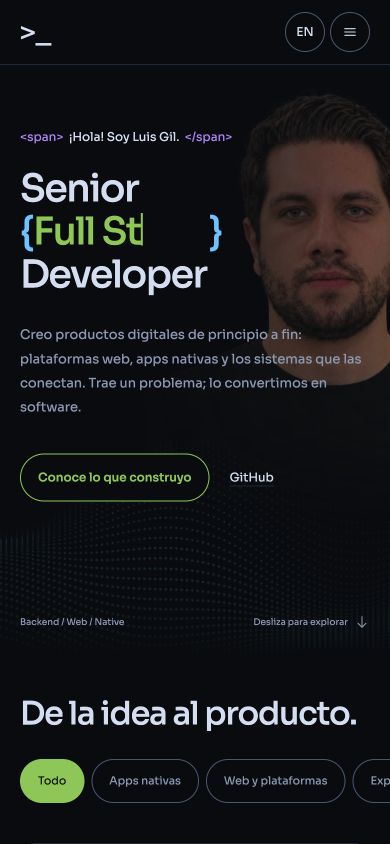 >_
EN
<span> ¡Hola! Soy Luis Gil. </span>
Senior
{Full St }
Developer
Creo productos digitales de principio a fin:
plataformas web, apps nativas y los sistemas que las
conectan. Trae un problema; lo convertimos en
software.
Conoce lo que construyo GitHub
Backend / Web / Native Desliza para explorar ↓
De la idea al producto.
Todo Apps nativas Web y plataformas Exp